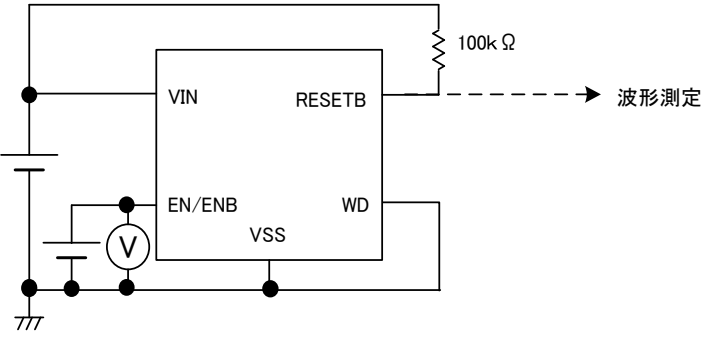 100kΩ
VIN
RESETB
波形測定
EN/ENB
WD
VSS
V